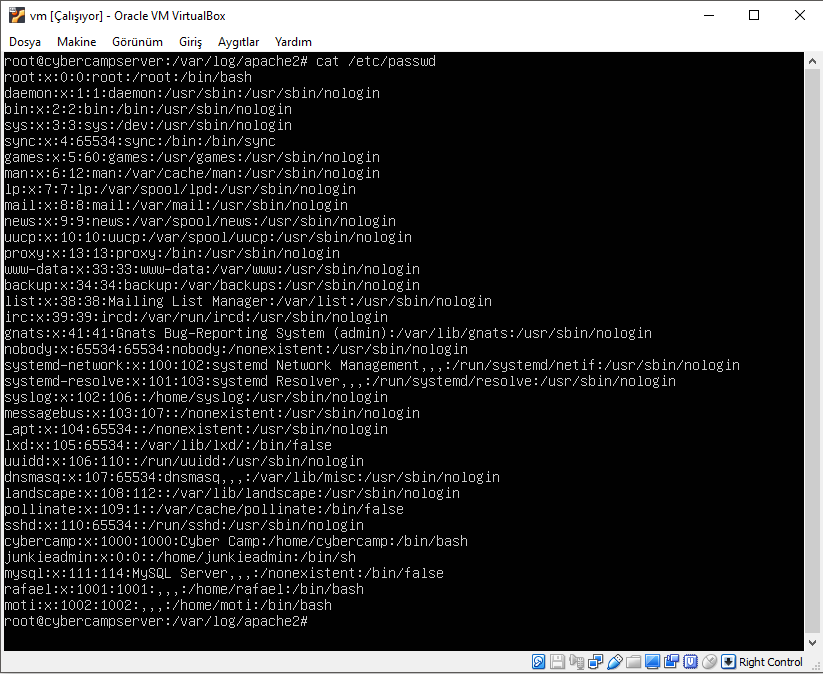 vm [Çalışıyor] - Oracle VM VirtualBox
Dosya Makine Görünüm Giriş Aygıtlar Yardım
root@cybercampserver:/var/log/apache2# cat /etc/passwd
root:x:0:0:root:/root:/bin/bash
daemon:x:1:1:daemon:/usr/sbin:/usr/sbin/nologin
bin:x:2:2:bin:/bin:/usr/sbin/nologin
sys:x:3:3:sys:/dev:/usr/sbin/nologin
sync:x:4:65534:sync:/bin:/bin/sync
games:x:5:60:games:/usr/games:/usr/sbin/nologin
man:x:6:12:man:/var/cache/man:/usr/sbin/nologin
lp:x:7:7:lp:/var/spool/lpd:/usr/sbin/nologin
mail:x:8:8:mail:/var/mail:/usr/sbin/nologin
news:x:9:9:news:/var/spool/news:/usr/sbin/nologin
uucp:x:10:10:uucp:/var/spool/uucp:/usr/sbin/nologin
proxy:x:13:13:proxy:/bin:/usr/sbin/nologin
www-data:x:33:33:www-data:/var/www:/usr/sbin/nologin
backup:x:34:34:backup:/var/backups:/usr/sbin/nologin
list:x:38:38:Mailing List Manager:/var/list:/usr/sbin/nologin
irc:x:39:39:ircd:/var/run/ircd:/usr/sbin/nologin
gnats:x:41:41:Gnats Bug-Reporting System (admin):/var/lib/gnats:/usr/sbin/nologin
nobody:x:65534:65534:nobody:/nonexistent:/usr/sbin/nologin
systemd-network:x:100:102:systemd Network Management,,,:/run/systemd/netif:/usr/sbin/nologin
systemd-resolve:x:101:103:systemd Resolver,,,:/run/systemd/resolve:/usr/sbin/nologin
syslog:x:102:106::/home/syslog:/usr/sbin/nologin
messagebus:x:103:107::/nonexistent:/usr/sbin/nologin
_apt:x:104:65534::/nonexistent:/usr/sbin/nologin
lxd:x:105:65534::/var/lib/lxd/:/bin/false
uuidd:x:106:110::/run/uuidd:/usr/sbin/nologin
dnsmasq:x:107:65534:dnsmasq,,,:/var/lib/misc:/usr/sbin/nologin
landscape:x:108:112::/var/lib/landscape:/usr/sbin/nologin
pollinate:x:109:1::/var/cache/pollinate:/bin/false
sshd:x:110:65534::/run/sshd:/usr/sbin/nologin
cybercamp:x:1000:1000:Cyber Camp:/home/cybercamp:/bin/bash
junkieadmin:x:0:0::/home/junkieadmin:/bin/sh
mysql:x:111:114:MySQL Server,,,:/nonexistent:/bin/false
rafael:x:1001:1001:,,,:/home/rafael:/bin/bash
moti:x:1002:1002:,,,:/home/moti:/bin/bash
root@cybercampserver:/var/log/apache2#
Right Control